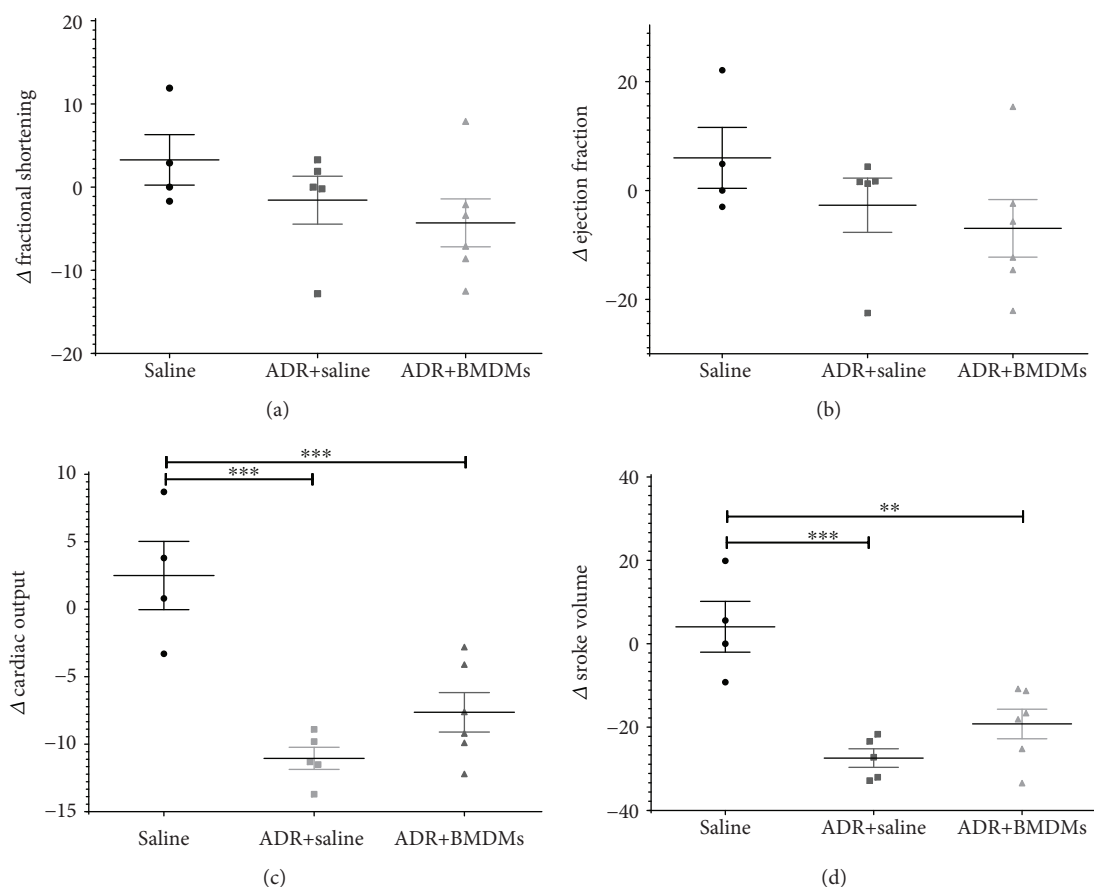 20
10
0
−10
−20
Δ fractional shortening
Saline
ADR+saline
ADR+BMDMs
(a)
20
0
−20
Δ ejection fraction
Saline
ADR+saline
ADR+BMDMs
(b)
10
5
0
−5
−10
−15
Δ cardiac output
***
***
Saline
ADR+saline
ADR+BMDMs
(c)
40
20
0
−20
−40
Δ sroke volume
**
***
Saline
ADR+saline
ADR+BMDMs
(d)